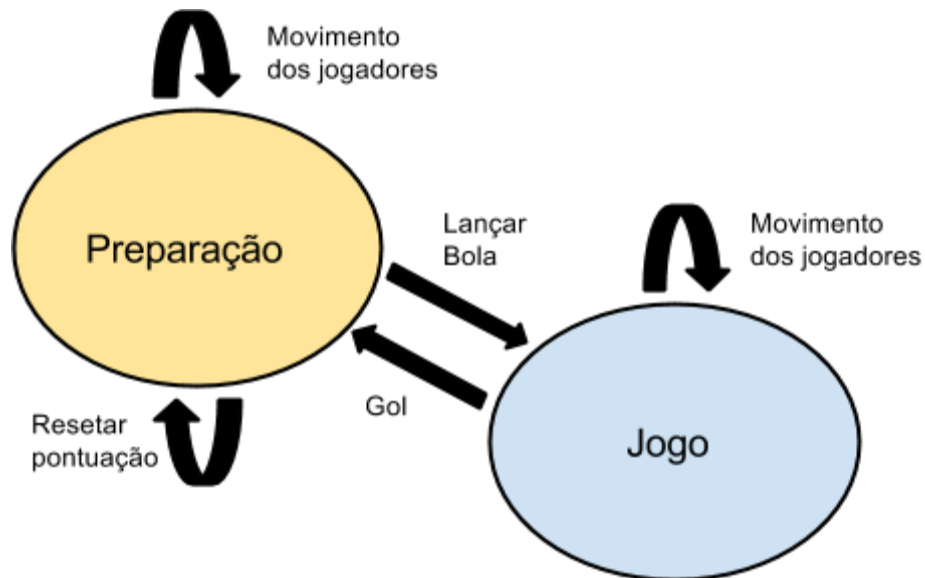 Movimento
dos jogadores
Preparação
Lançar
Bola
Movimento
dos jogadores
Gol
Resetar
pontuação
Jogo